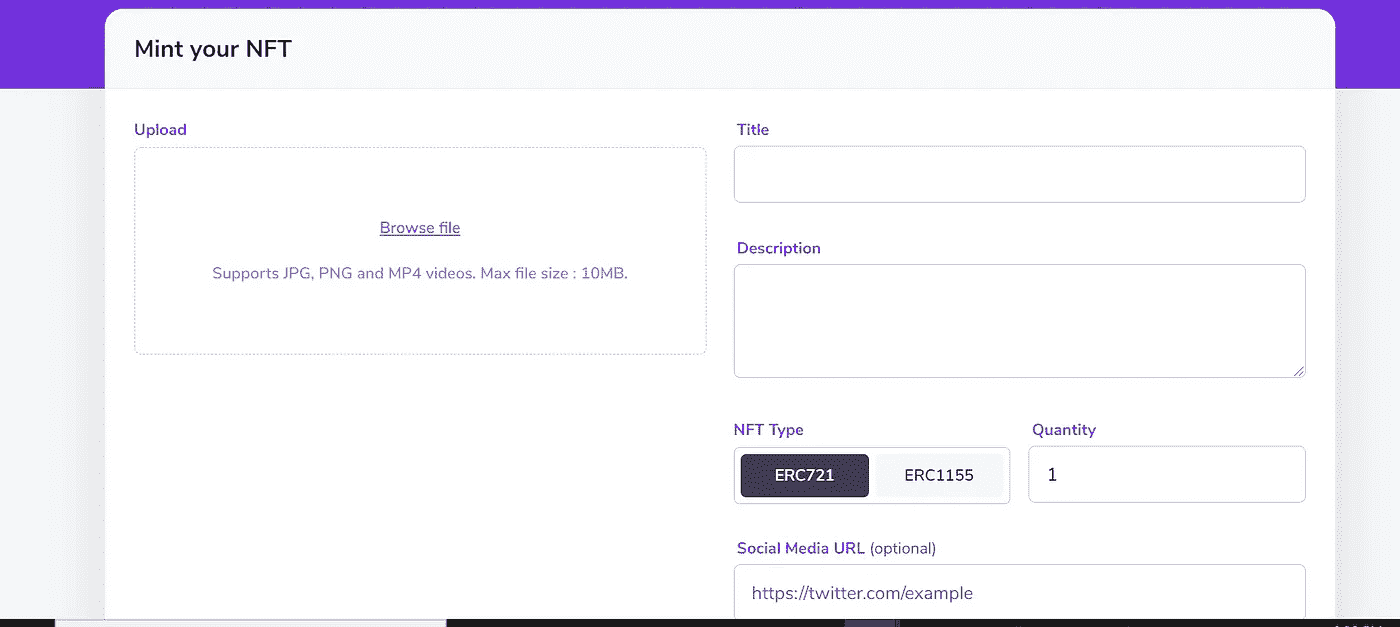 Mint your NFT
Upload
Browse file
Supports JPG, PNG and MP4 videos. Max file size : 10MB.
Title
Description
NFT Type
ERC721 ERC1155
Quantity
1
Social Media URL (optional)
https://twitter.com/example